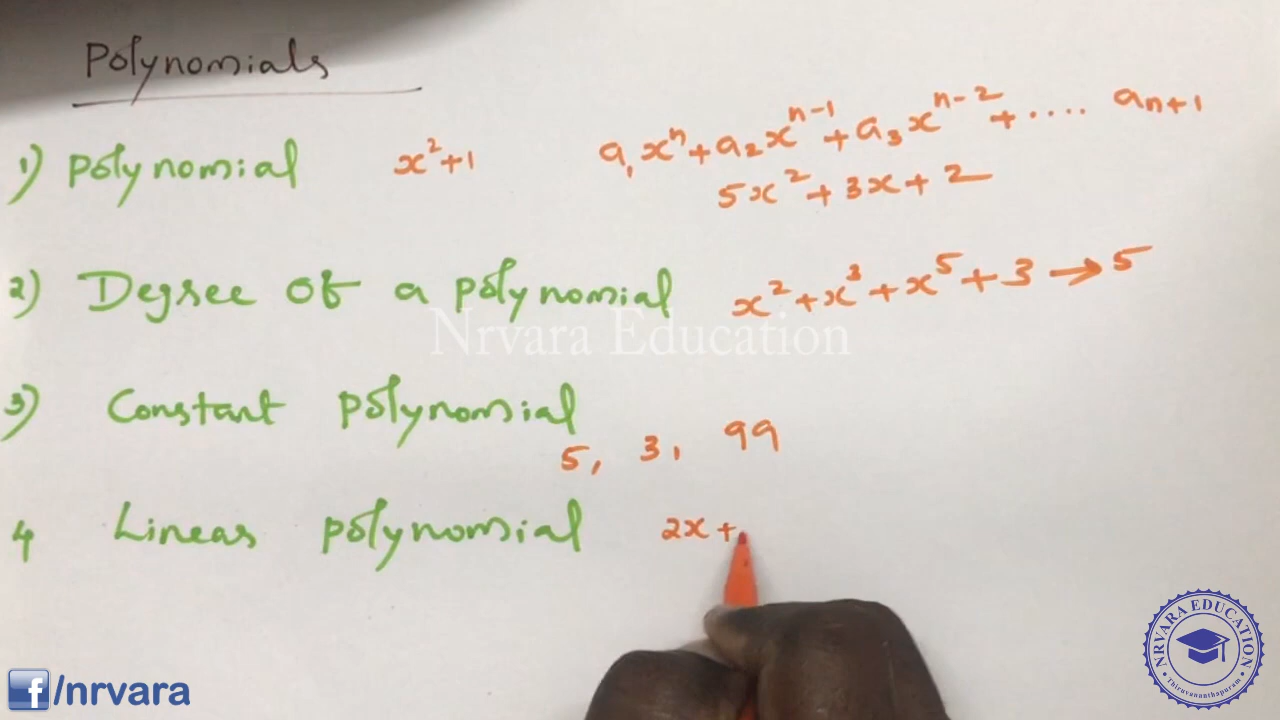 Polynomials
1) Polynomial x²+1 a₁xⁿ+a₂xⁿ⁻¹+a₃xⁿ⁻²+.... aₙ₊₁
5x²+3x+2
2) Degree of a polynomial x²+x³+x⁵+3→5
Nrvara Education
3) Constant polynomial
5, 3, 99
4 Linear polynomial 2x+
NRVARA EDUCATION
Thiruvananthapuram
f/nrvara